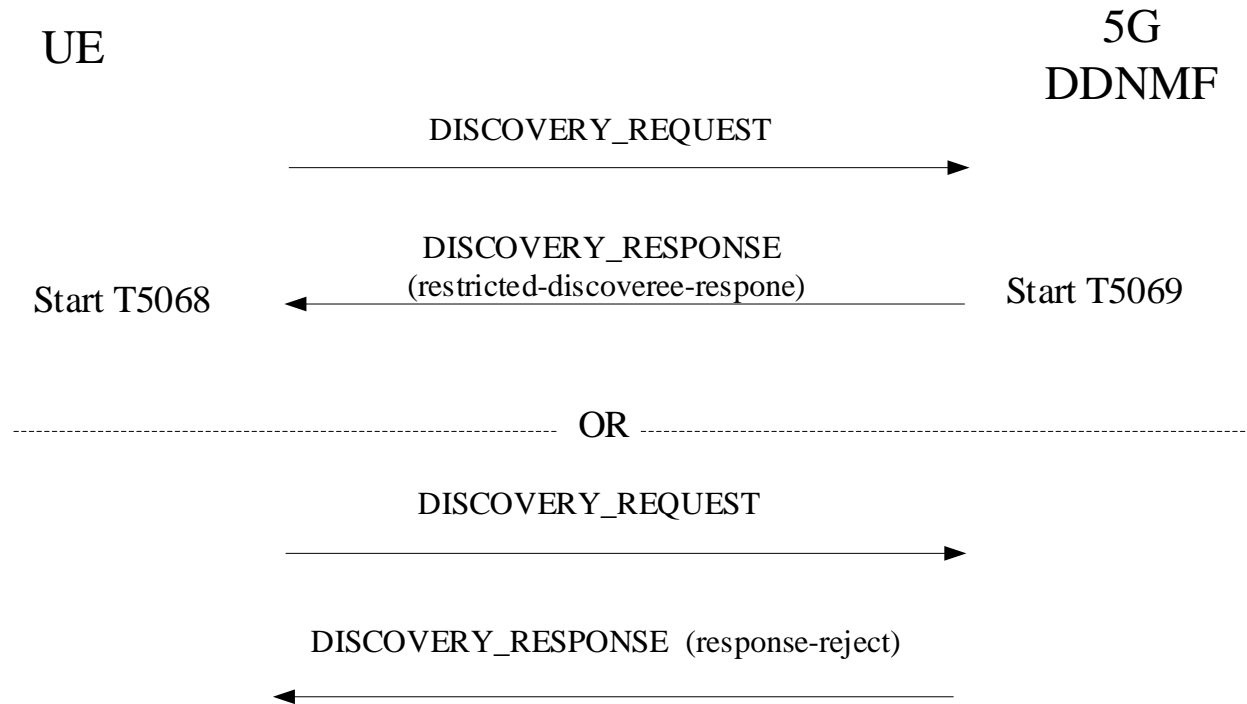 UE
5G
DDNMF
DISCOVERY_REQUEST
DISCOVERY_RESPONSE
(restricted-discoveree-respone)
Start T5068
Start T5069
OR
DISCOVERY_REQUEST
DISCOVERY_RESPONSE (response-reject)